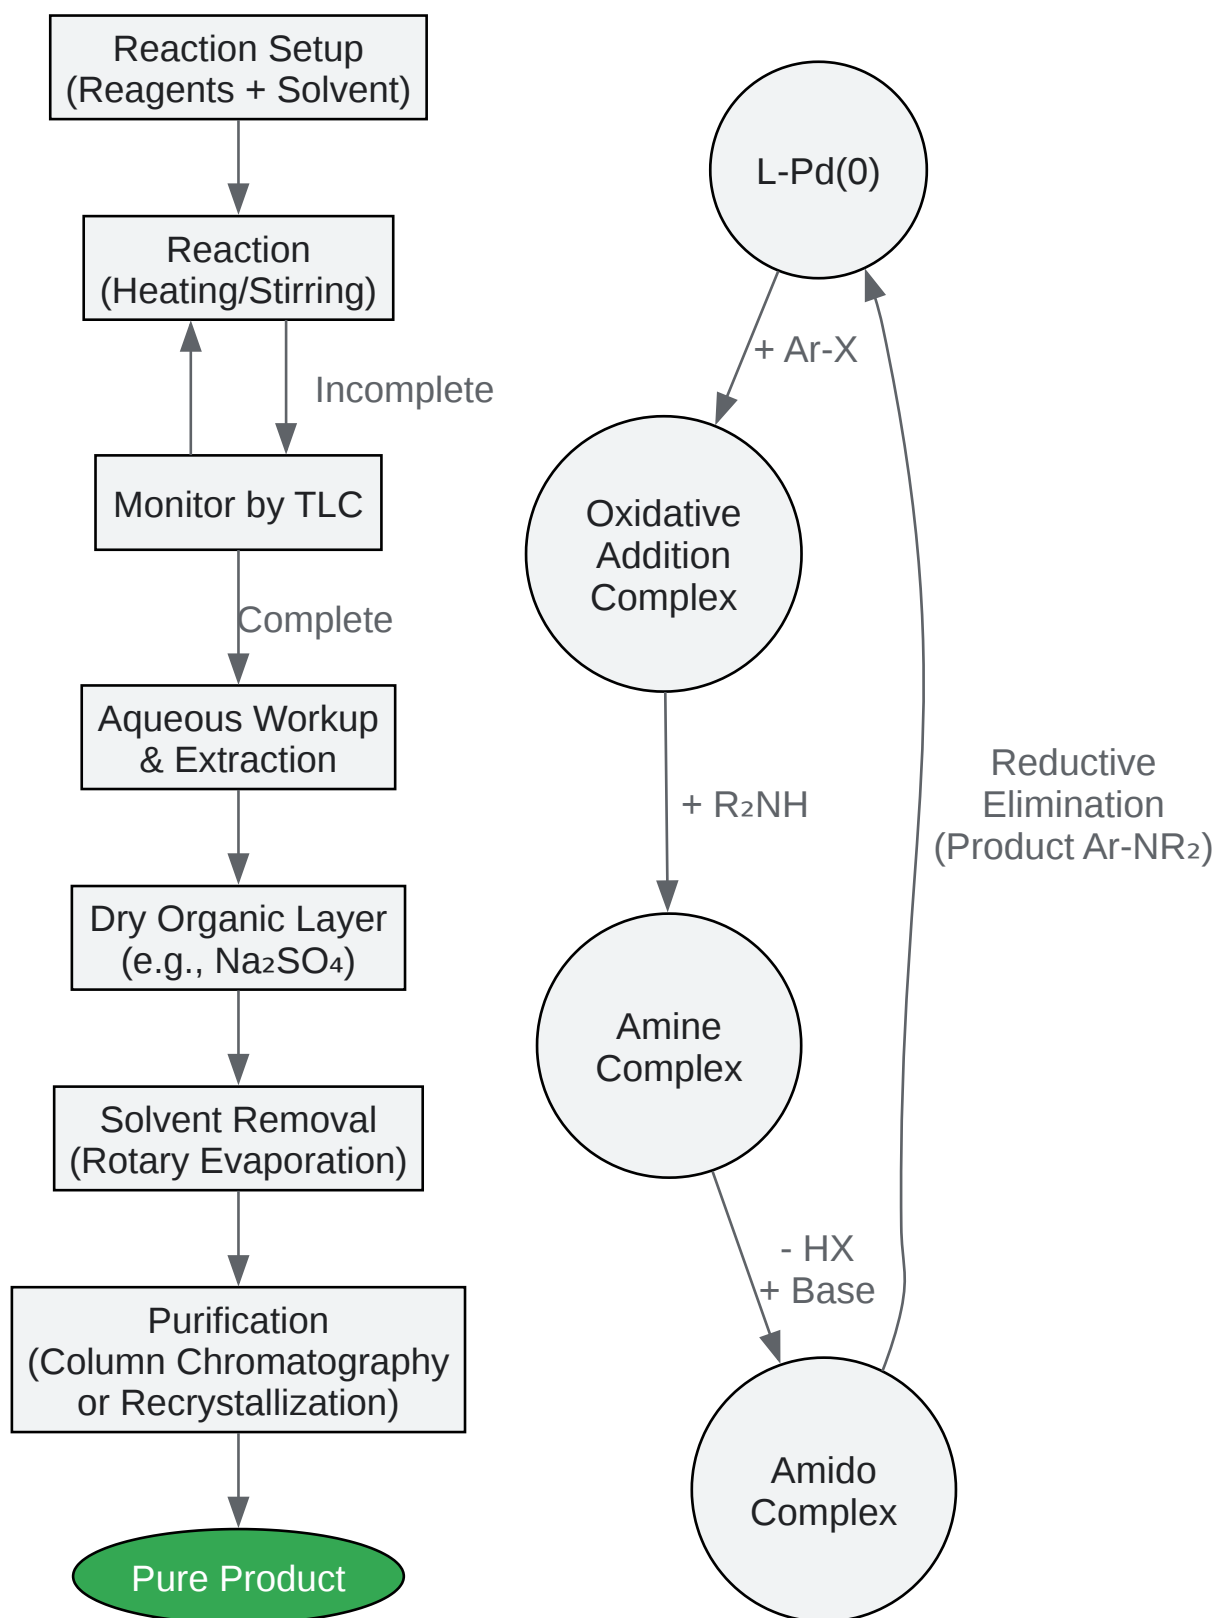 Reaction Setup
(Reagents + Solvent)
Reaction
(Heating/Stirring)
Incomplete
Monitor by TLC
Complete
Aqueous Workup
& Extraction
Dry Organic Layer
(e.g., Na₂SO₄)
Solvent Removal
(Rotary Evaporation)
Purification
(Column Chromatography
or Recrystallization)
Pure Product
L-Pd(0)
+ Ar-X
Oxidative
Addition
Complex
+ R₂NH
Amine
Complex
- HX
+ Base
Amido
Complex
Reductive
Elimination
(Product Ar-NR₂)